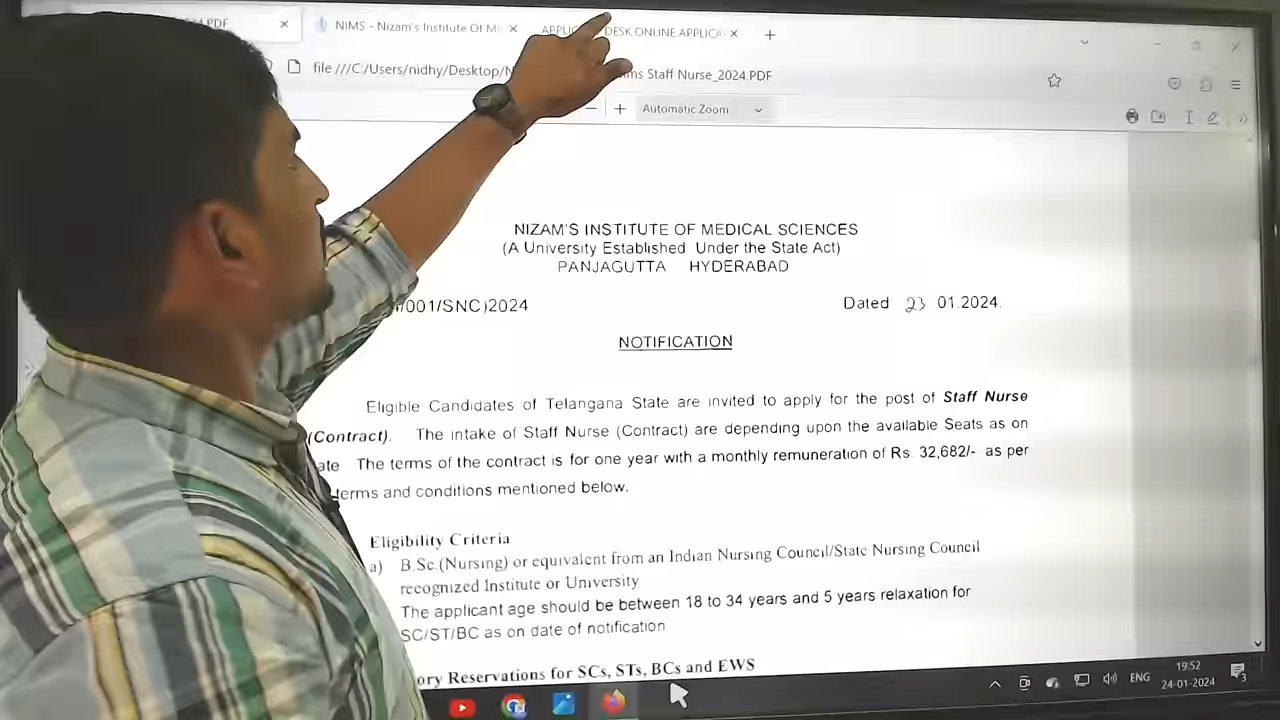 .PDF
NIMS - Nizam's Institute Of M
DESK ONLINE APPLICA
file:///C:/Users/nidhy/Desktop/N
ms Staff Nurse_2024.PDF
Automatic Zoom
NIZAM'S INSTITUTE OF MEDICAL SCIENCES
(A University Established Under the State Act)
PANJAGUTTA HYDERABAD
/001/SNC)2024
Dated 23 01.2024.
NOTIFICATION
Eligible Candidates of Telangana State are invited to apply for the post of Staff Nurse
(Contract). The intake of Staff Nurse (Contract) are depending upon the available Seats as on
ate The terms of the contract is for one year with a monthly remuneration of Rs. 32,682/- as per
terms and conditions mentioned below.
Eligibility Criteria
a) B.Sc.(Nursing) or equivalent from an Indian Nursing Council/State Nursing Council
recognized Institute or University
The applicant age should be between 18 to 34 years and 5 years relaxation for
SC/ST/BC as on date of notification
ory Reservations for SCs, STs, BCs and EWS
ENG
19:52
24-01-2024
3